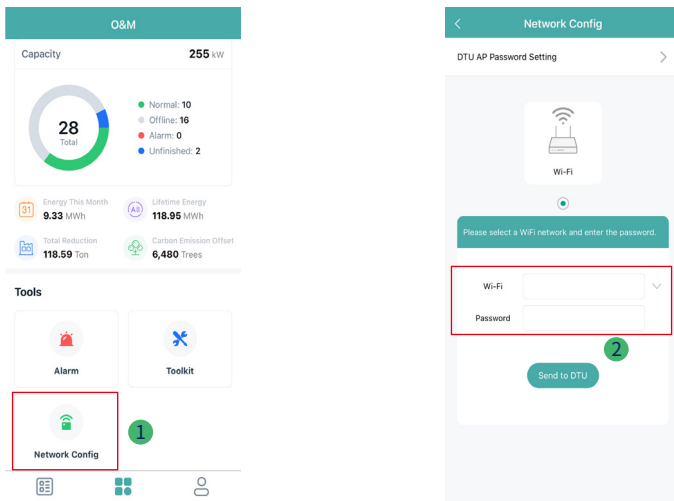 O&M
Capacity 255 kW
28
Total
Normal: 10
Offline: 16
Alarm: 0
Unfinished: 2
31
Energy This Month
9.33 MWh
All
Lifetime Energy
118.95 MWh
Total Reduction
118.59 Ton
Carbon Emission Offset
6,480 Trees
Tools
Alarm
Toolkit
Network Config
1
Network Config
DTU AP Password Setting
Wi-Fi
Please select a WiFi network and enter the password.
Wi-Fi
Password
2
Send to DTU